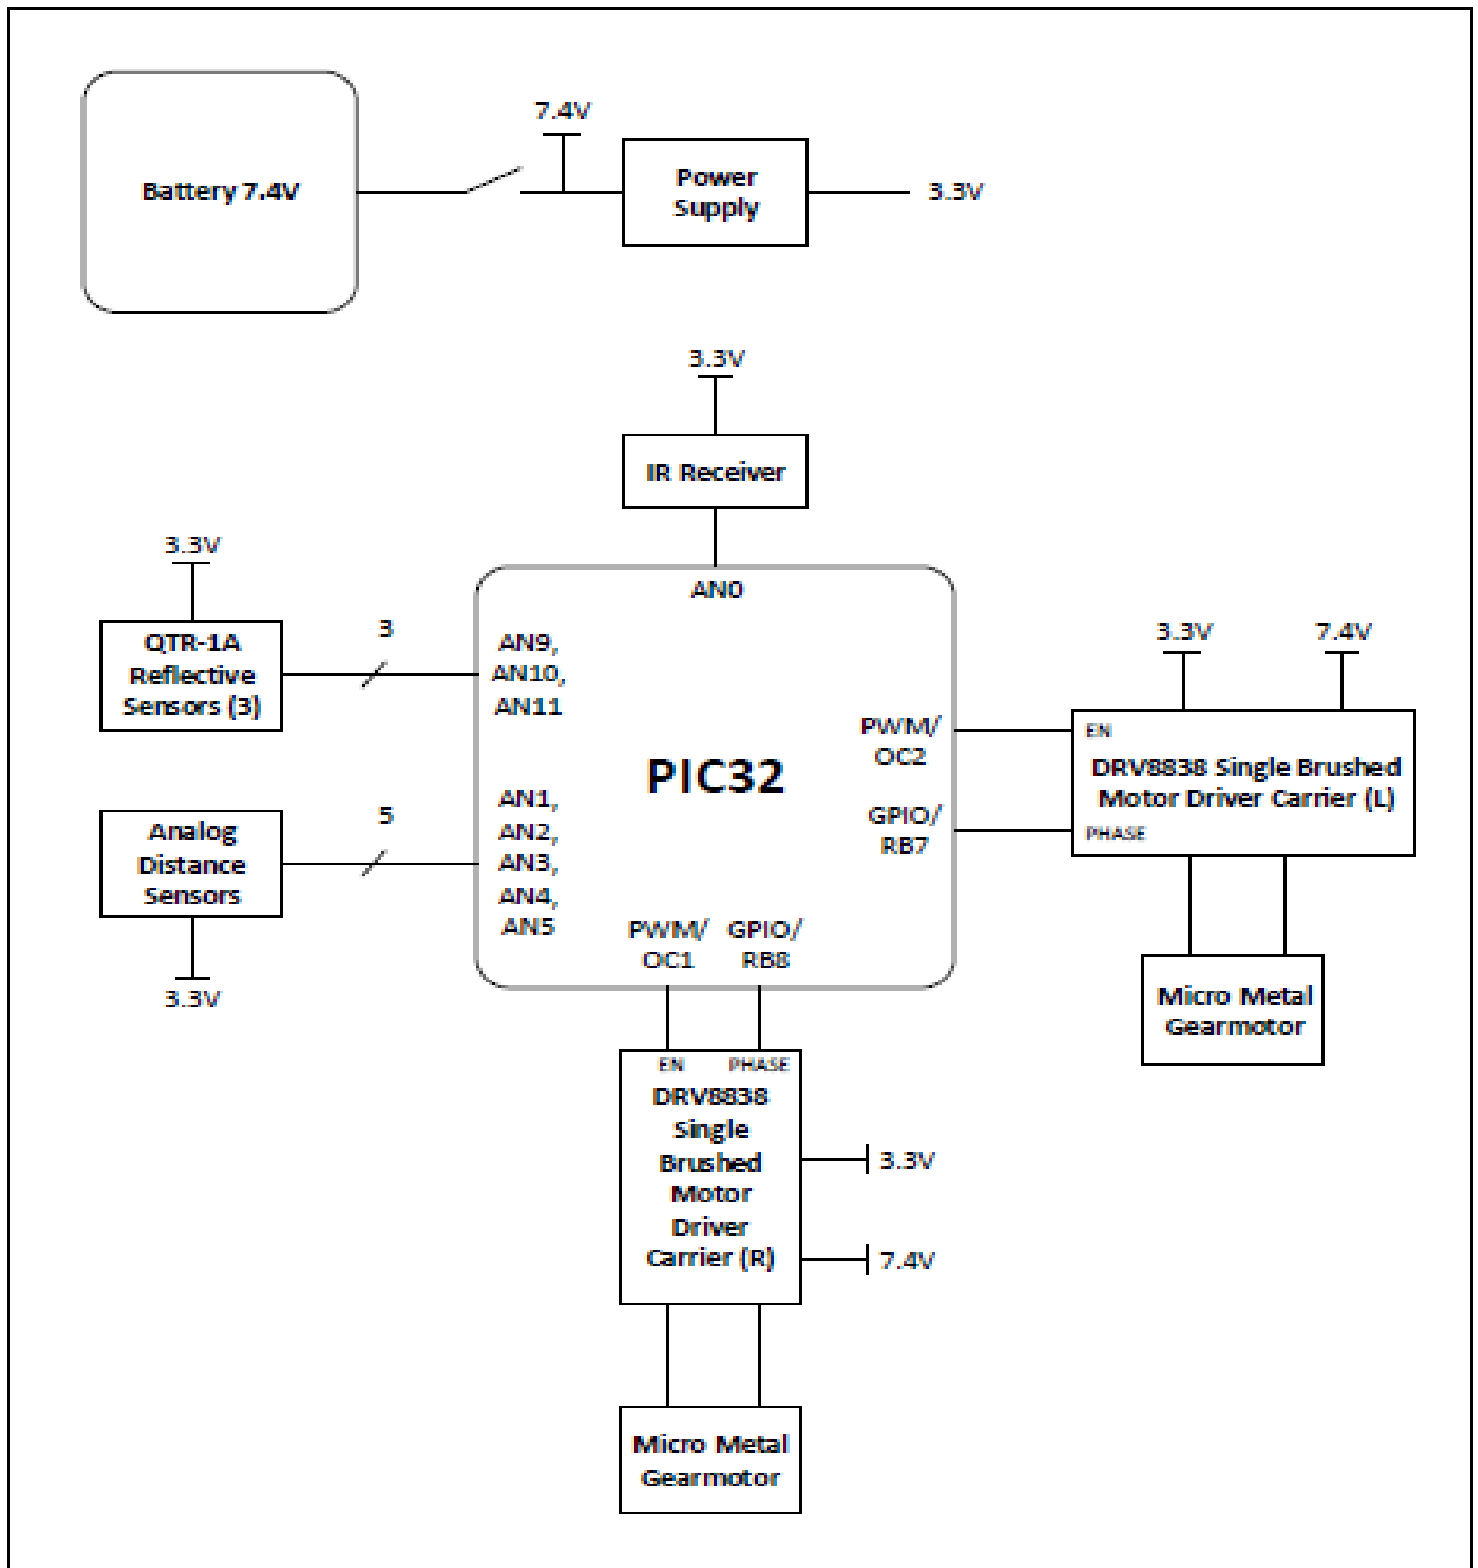 7.4V
Battery 7.4V
Power
Supply
3.3V
3.3V
IR Receiver
3.3V
QTR-1A
Reflective
Sensors (3)
3
AN0
AN9,
AN10,
AN11
PIC32
Analog
Distance
Sensors
5
3.3V
AN1,
AN2,
AN3,
AN4,
AN5
PWM/
OC1
GPIO/
RB8
PWM/
OC2
GPIO/
RB7
3.3V
7.4V
EN
DRV8838 Single Brushed
Motor Driver Carrier (L)
PHASE
Micro Metal
Gearmotor
EN
PHASE
DRV8838
Single
Brushed
Motor
Driver
Carrier (R)
3.3V
7.4V
Micro Metal
Gearmotor